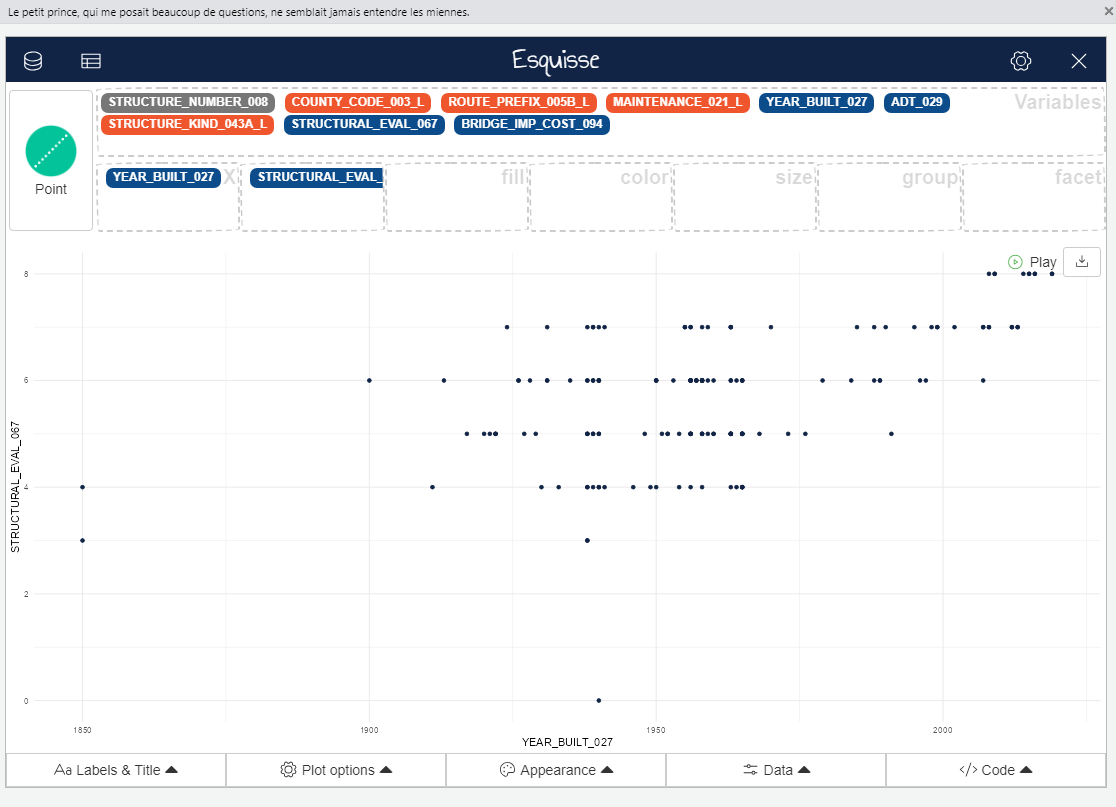 Le petit prince, qui me posait beaucoup de questions, ne semblait jamais entendre les miennes.
Esquisse
STRUCTURE_NUMBER_008 COUNTY_CODE_003_L ROUTE_PREFIX_005B_L MAINTENANCE_021_L YEAR_BUILT_027 ADT_029 Variables
STRUCTURE_KIND_043A_L STRUCTURAL_EVAL_067 BRIDGE_IMP_COST_094
Point
YEAR_BUILT_027 X STRUCTURAL_EVAL_ fill color size group facet
Play
8
6
4
2
0
STRUCTURAL_EVAL_067
1850 1900 1950 2000
YEAR_BUILT_027
Aa Labels & Title Plot options Appearance Data </> Code